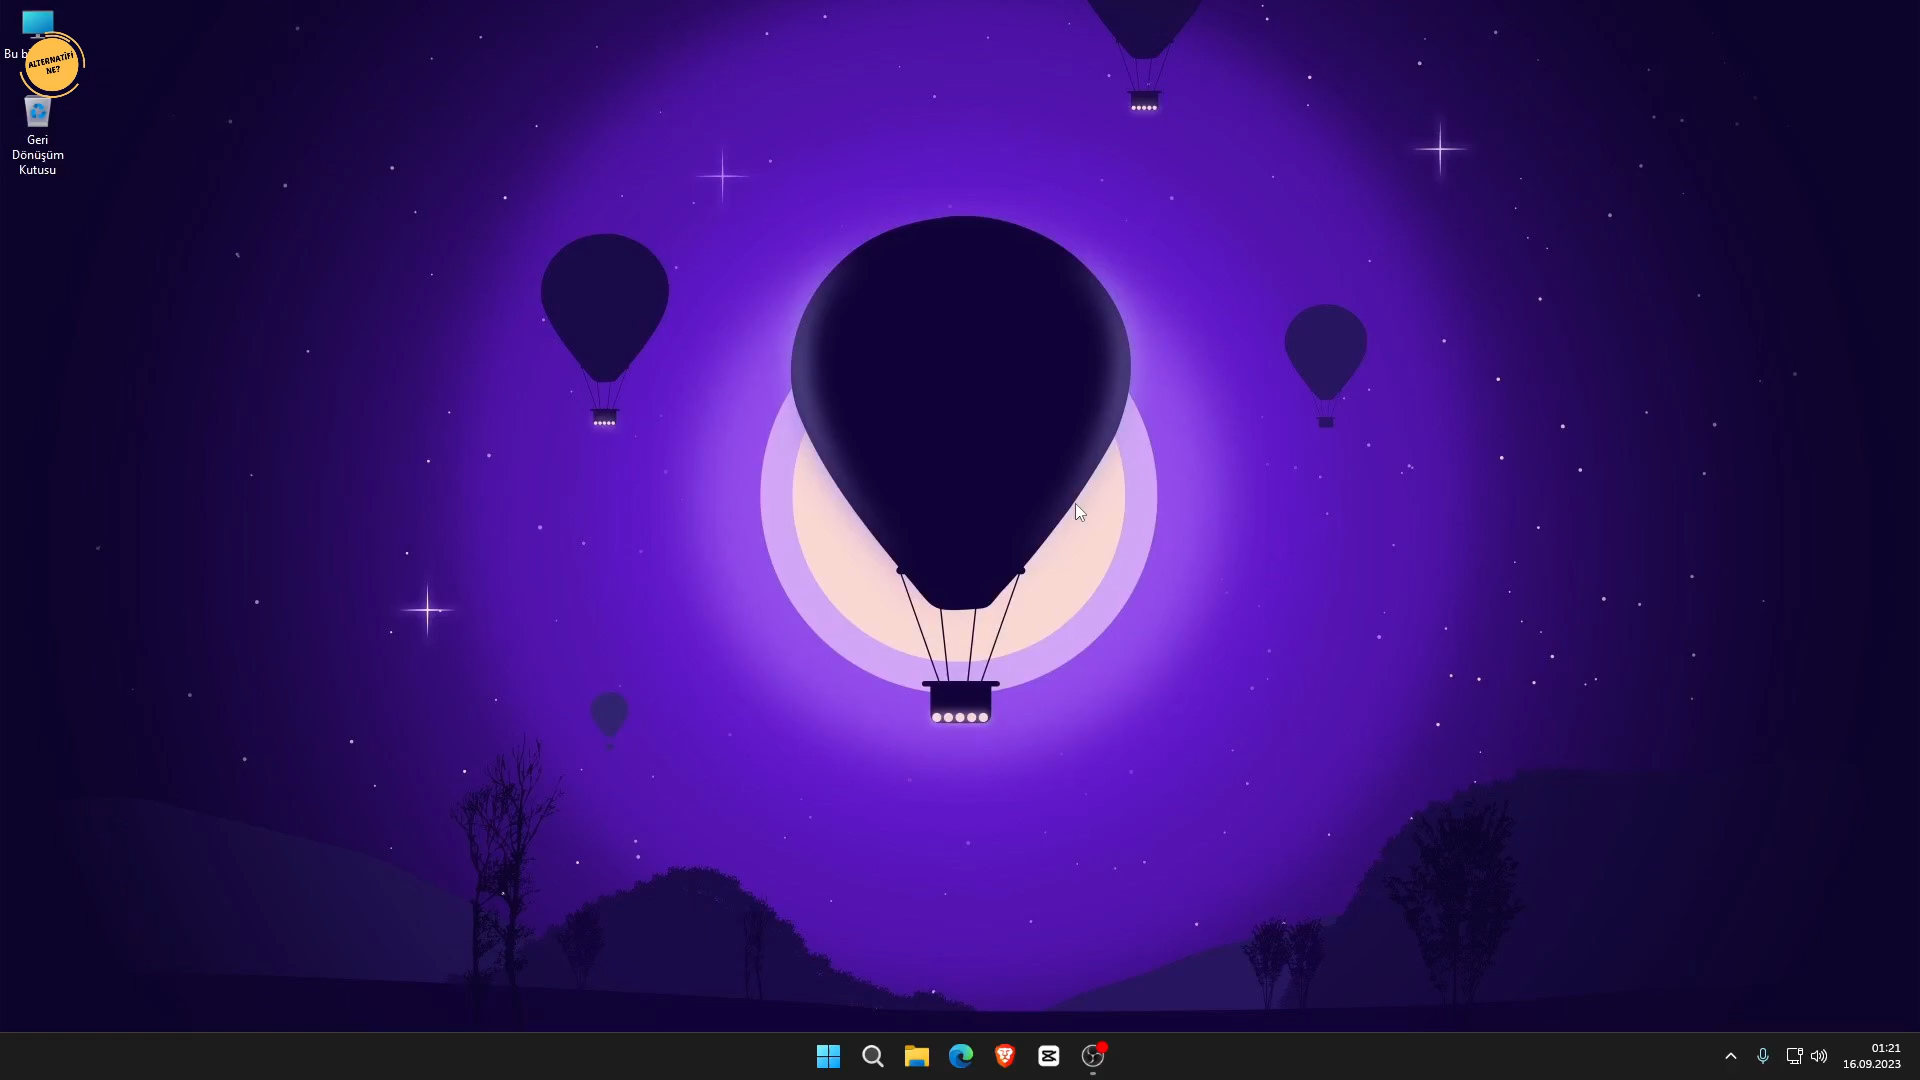 Bu b
ALTERNATİFİ
NE?
Geri
Dönüşüm
Kutusu
01:21
16.09.2023